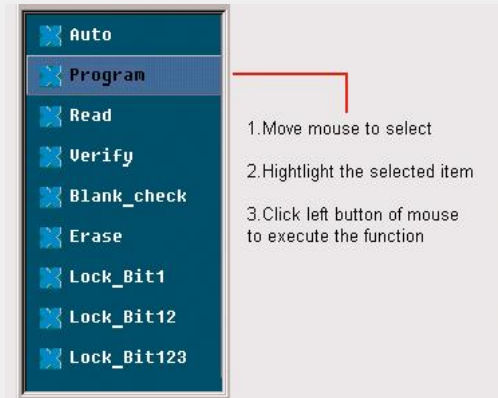 Auto
Program
Read
Verify
Blank_check
Erase
Lock_Bit1
Lock_Bit12
Lock_Bit123
1.Move mouse to select
2.Hightlight the selected item
3.Click left button of mouse
to execute the function